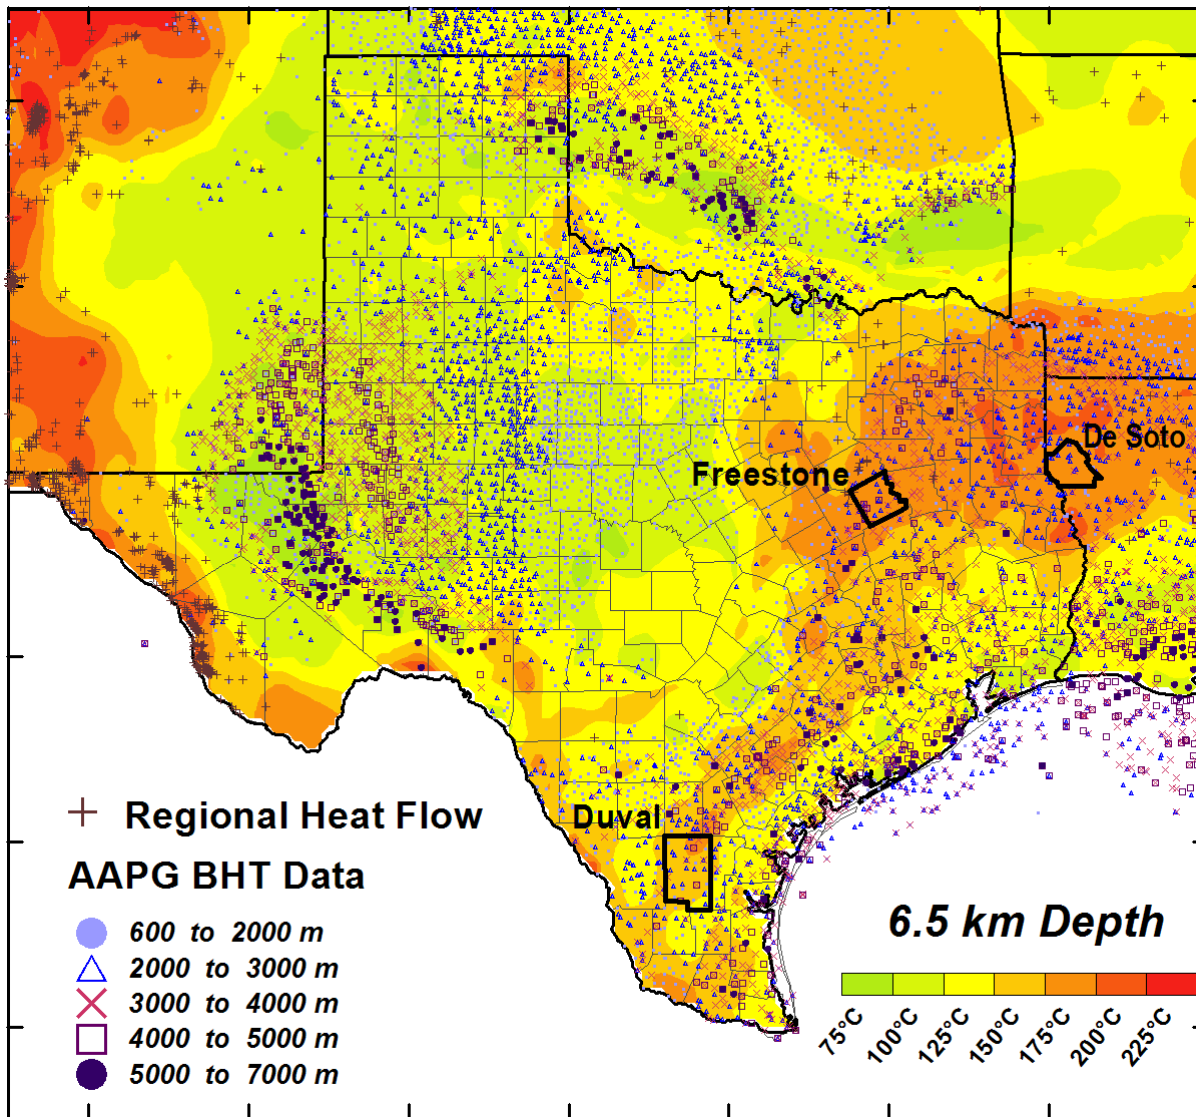 De Soto
Freestone
Duval
Regional Heat Flow
AAPG BHT Data
600 to 2000 m
2000 to 3000 m
3000 to 4000 m
4000 to 5000 m
5000 to 7000 m
6.5 km Depth
75°C 100°C 125°C 150°C 175°C 200°C 225°C